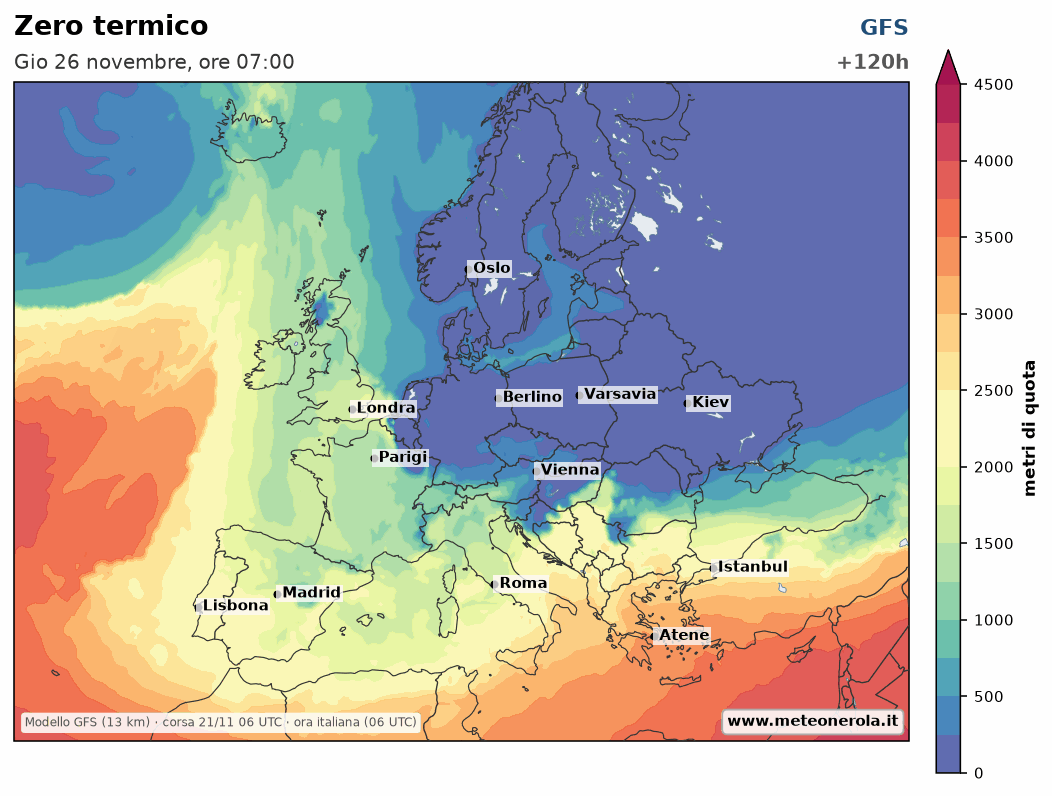 Zero termico
GFS
Gio 26 novembre, ore 07:00
+120h
4500
4000
3500
3000
2500
2000
1500
1000
500
0
metri di quota
Oslo
Berlino
Varsavia
Kiev
Londra
Parigi
Vienna
Istanbul
Roma
Madrid
Lisbona
Atene
Modello GFS (13 km) · corsa 21/11 06 UTC · ora italiana (06 UTC)
www.meteonerola.it